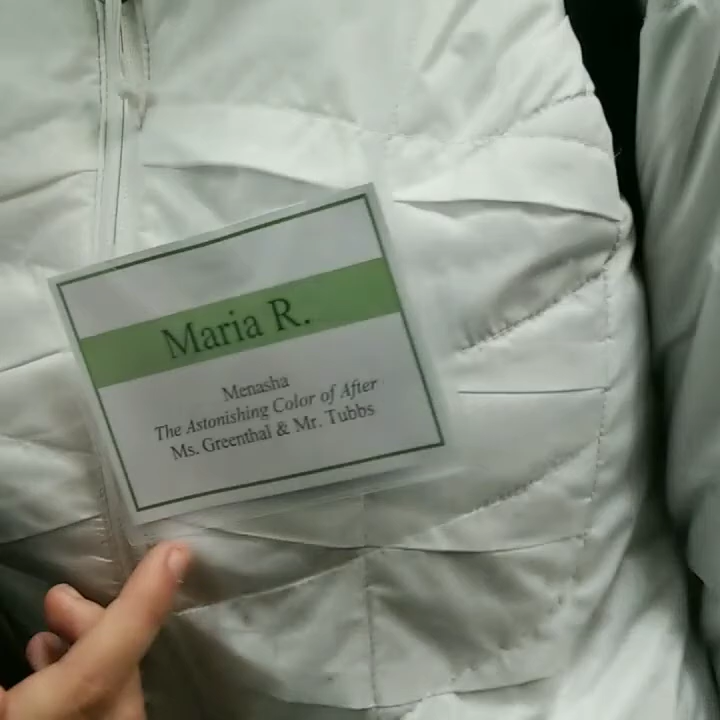 Maria R.
Menasha
The Astonishing Color of After
Ms. Greenthal & Mr. Tubbs